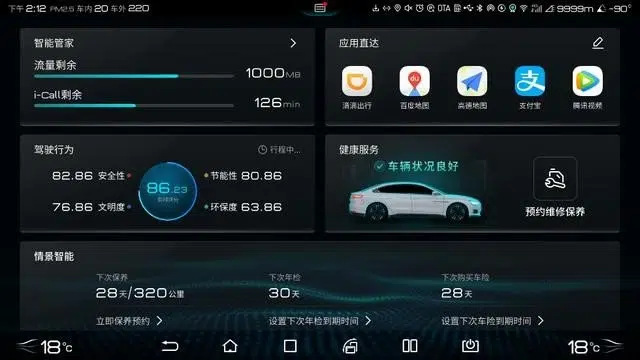 下午 2:12 PM2.5 车内 20 车外 220
OTA 9999m -90°
智能管家
流量剩余
1000MB
i-Call剩余
126min
应用直达
滴滴出行 百度地图 高德地图 支付宝 腾讯视频
驾驶行为 行程中...
82.86 安全性 节能性 80.86
86.23
76.86 文明度 环保度 63.86
健康服务
车辆状况良好
预约维修保养
情景智能
下次保养 下次年检 下次购买车险
28天/320公里 30天 28天
立即保养预约 设置下次年检到期时间 设置下次车险到期时间
18°C 18°C